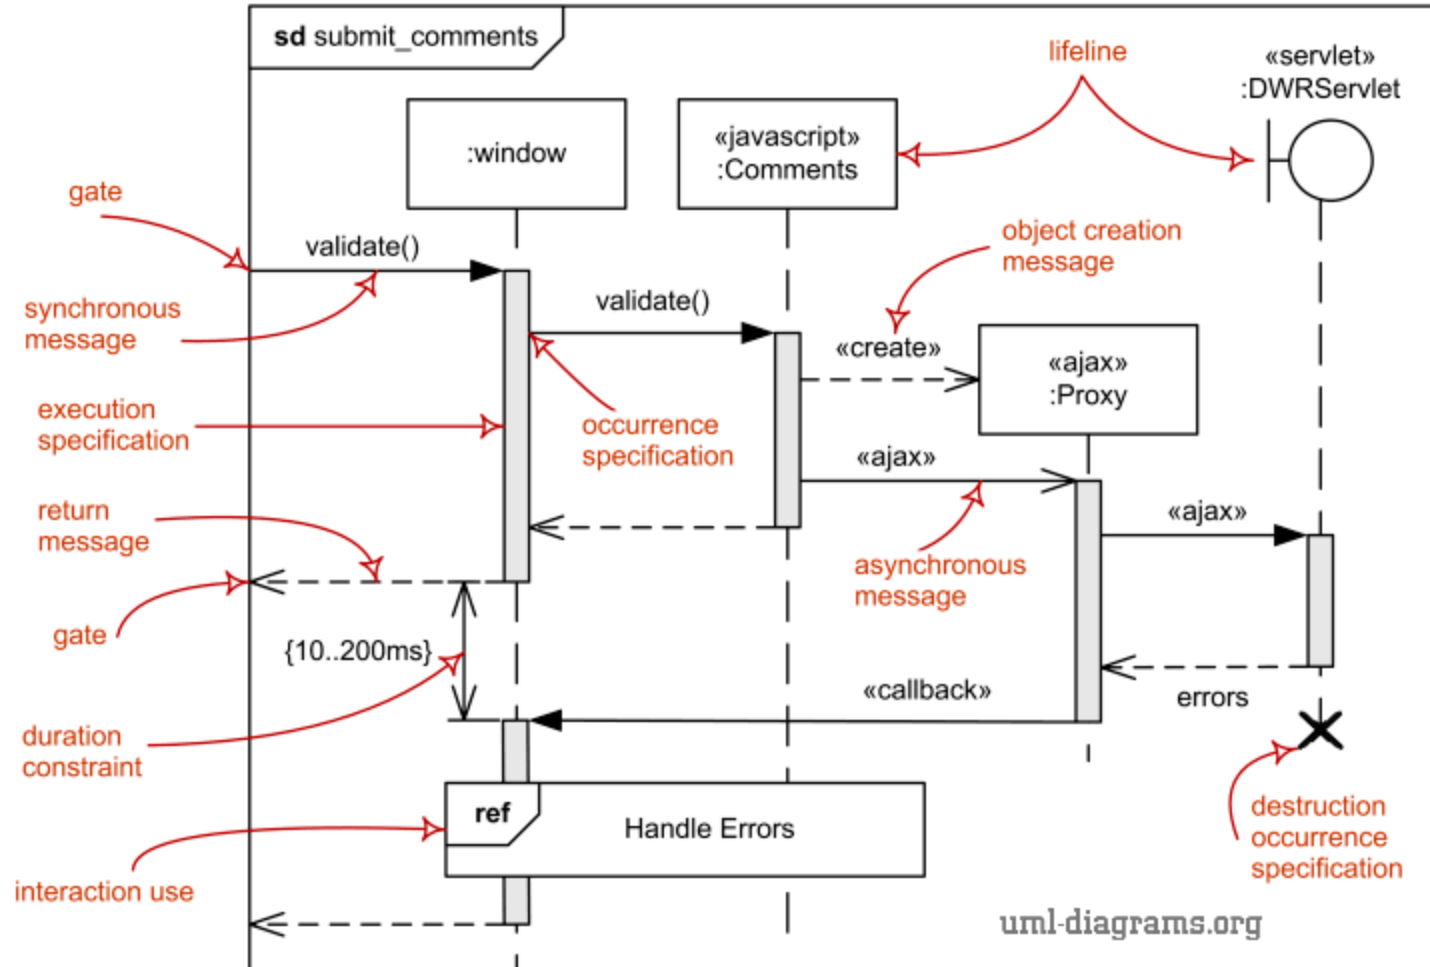 sd submit_comments
lifeline
«servlet»
:DWRServlet
:window
«javascript»
:Comments
gate
validate()
object creation
message
synchronous
message
validate()
«create»
«ajax»
:Proxy
execution
specification
occurrence
specification
«ajax»
return
message
«ajax»
asynchronous
message
gate
{10..200ms}
«callback»
errors
duration
constraint
ref
Handle Errors
destruction
occurrence
specification
interaction use
uml-diagrams.org